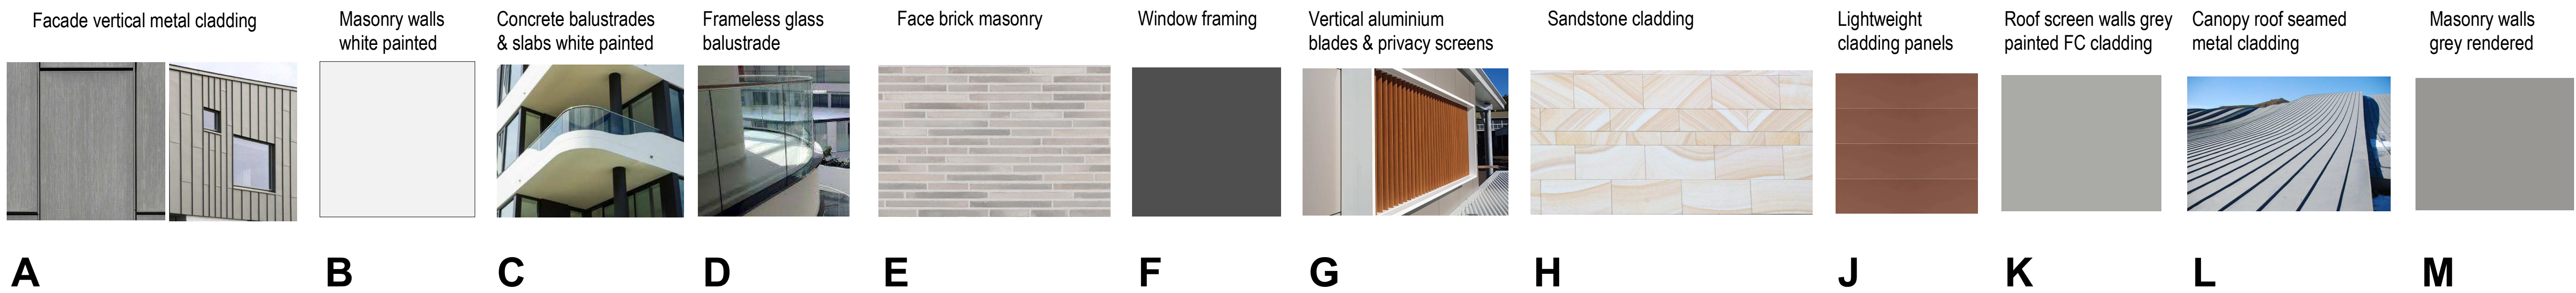 Facade vertical metal cladding
Masonry walls
white painted
Concrete balustrades
& slabs white painted
Frameless glass
balustrade
Face brick masonry
Window framing
Vertical aluminium
blades & privacy screens
Sandstone cladding
Lightweight
cladding panels
Roof screen walls grey
painted FC cladding
Canopy roof seamed
metal cladding
Masonry walls
grey rendered
A
B
C
D
E
F
G
H
J
K
L
M